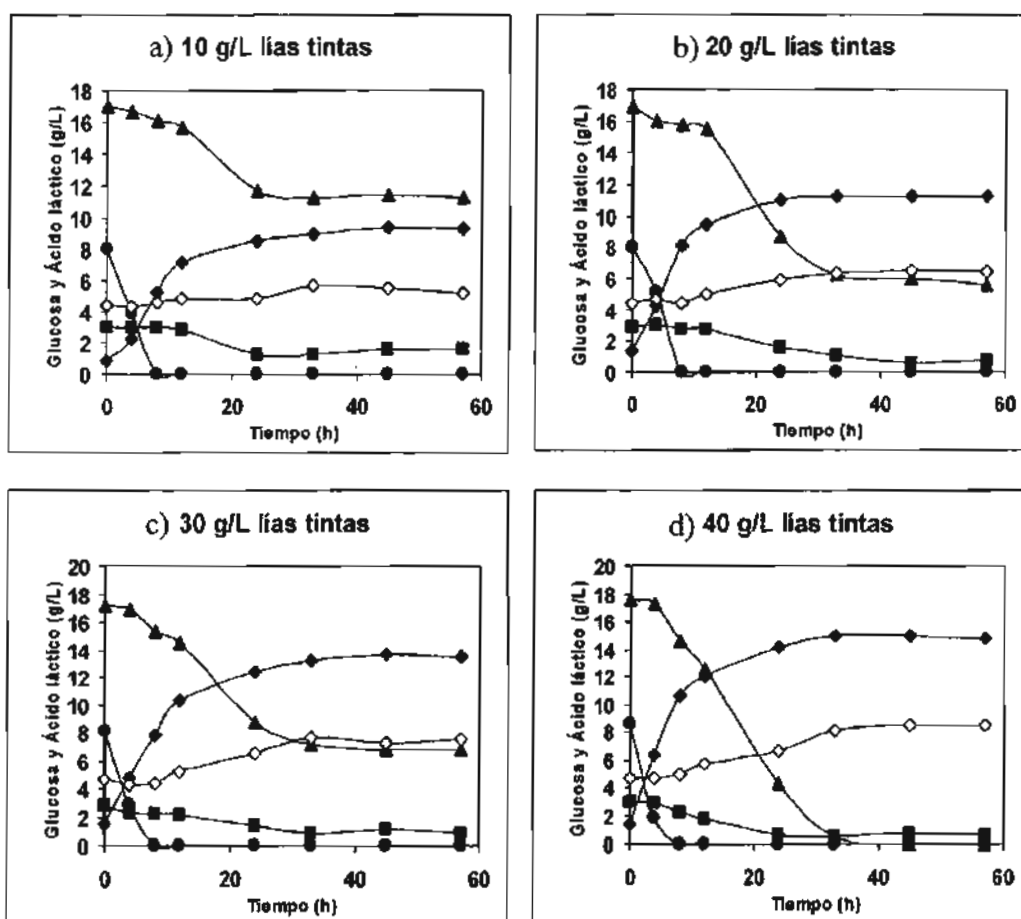 a) 10 g/L lías tintas
18
16
14
12
10
8
6
4
2
0
Glucosa y Ácido láctico (g/L)
0 20 40 60
Tiempo (h)
b) 20 g/L lías tintas
18
16
14
12
10
8
6
4
2
0
Glucosa y Ácido láctico (g/L)
0 20 40 60
Tiempo (h)
c) 30 g/L lías tintas
20
18
16
14
12
10
8
6
4
2
0
Glucosa y Ácido láctico (g/L)
0 20 40 60
Tiempo (h)
d) 40 g/L lías tintas
20
18
16
14
12
10
8
6
4
2
0
Glucosa y Ácido láctico (g/L)
0 20 40 60
Tiempo (h)